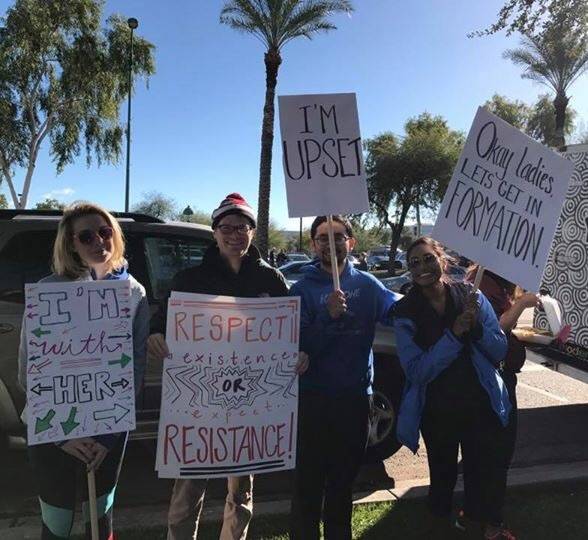 I'M
with
HER
RESPECT
existence
OR
expect
RESISTANCE!
I'M
UPSET
Okay ladies,
LETS GET IN
FORMATION.